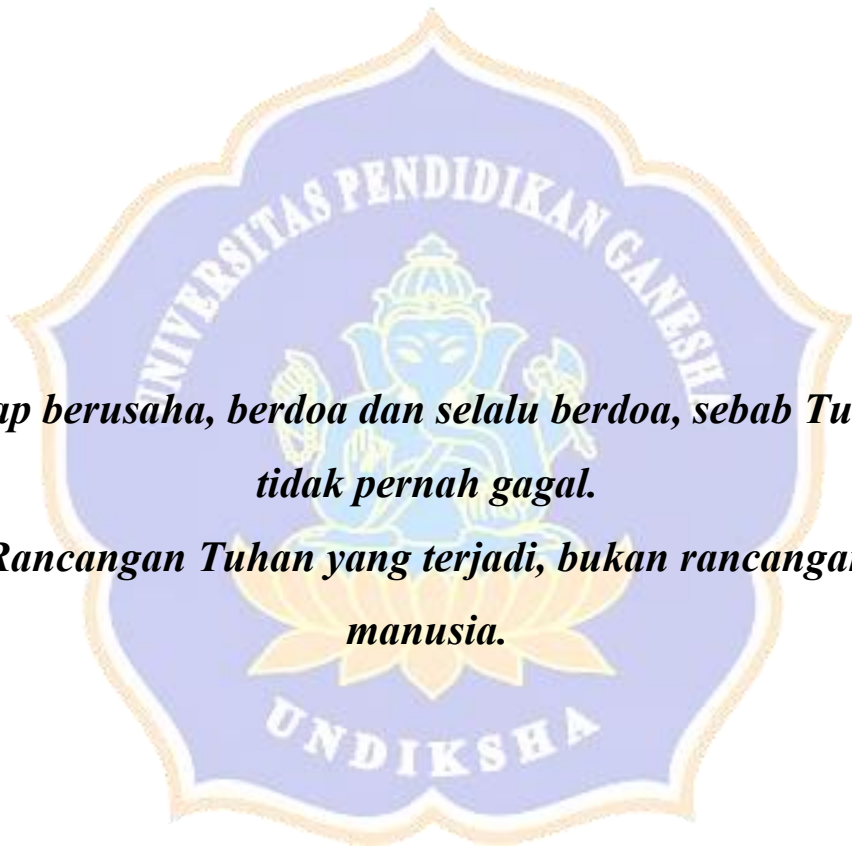 UNIVERSITAS PENDIDIKAN GANESHA
ap berusaha, berdoa dan selalu berdoa, sebab Tu
tidak pernah gagal.
Rancangan Tuhan yang terjadi, bukan rancangan
manusia.
UNDIKSHA